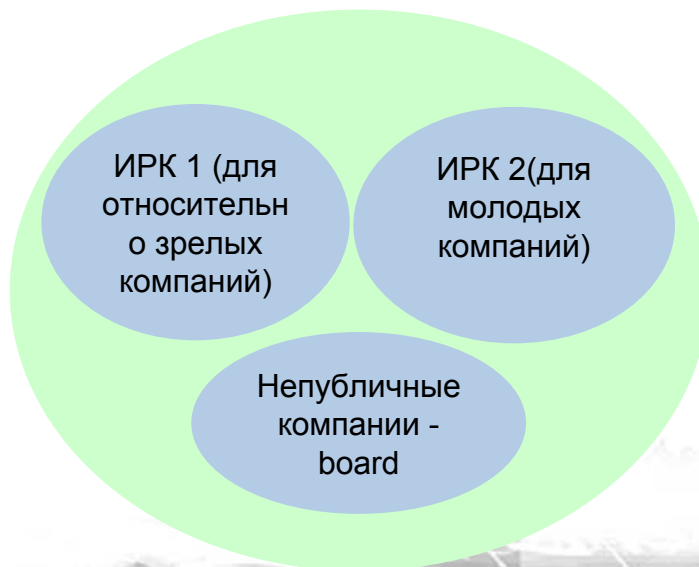 ИРК 1 (для
относительн
о зрелых
компаний)
ИРК 2(для
молодых
компаний)
Непубличные
компании -
board